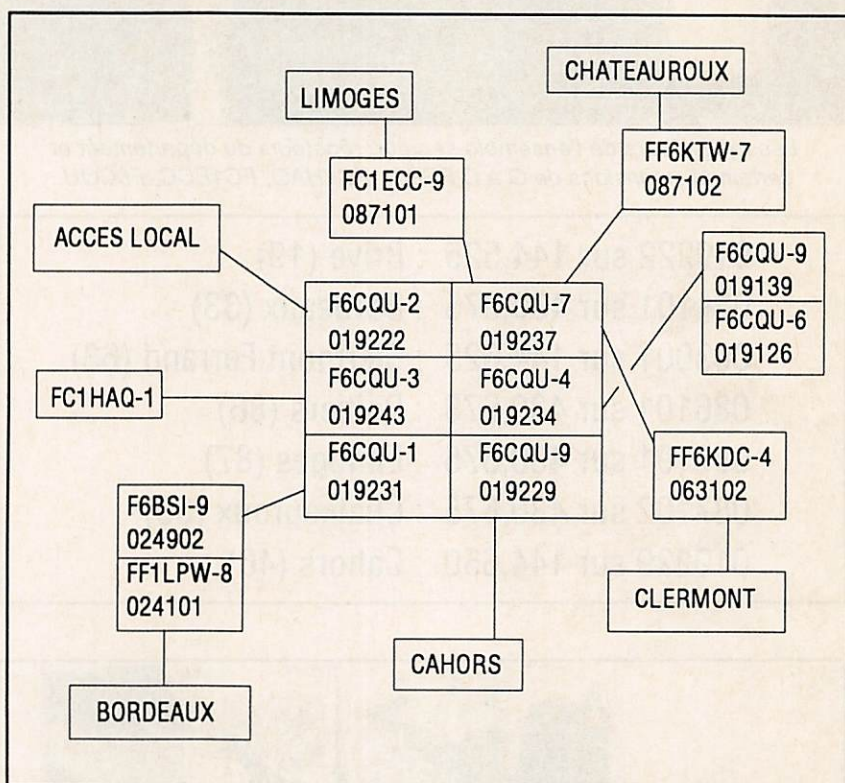 CHATEAUROUX
LIMOGES
FF6KTW-7
087102
FC1ECC-9
087101
ACCES LOCAL
F6CQU-9
019139
F6CQU-6
019126
F6CQU-2
019222
F6CQU-7
019237
FC1HAQ-1
F6CQU-3
019243
F6CQU-4
019234
F6CQU-1
019231
F6CQU-9
019229
FF6KDC-4
063102
F6BSI-9
024902
FF1LPW-8
024101
CLERMONT
CAHORS
BORDEAUX